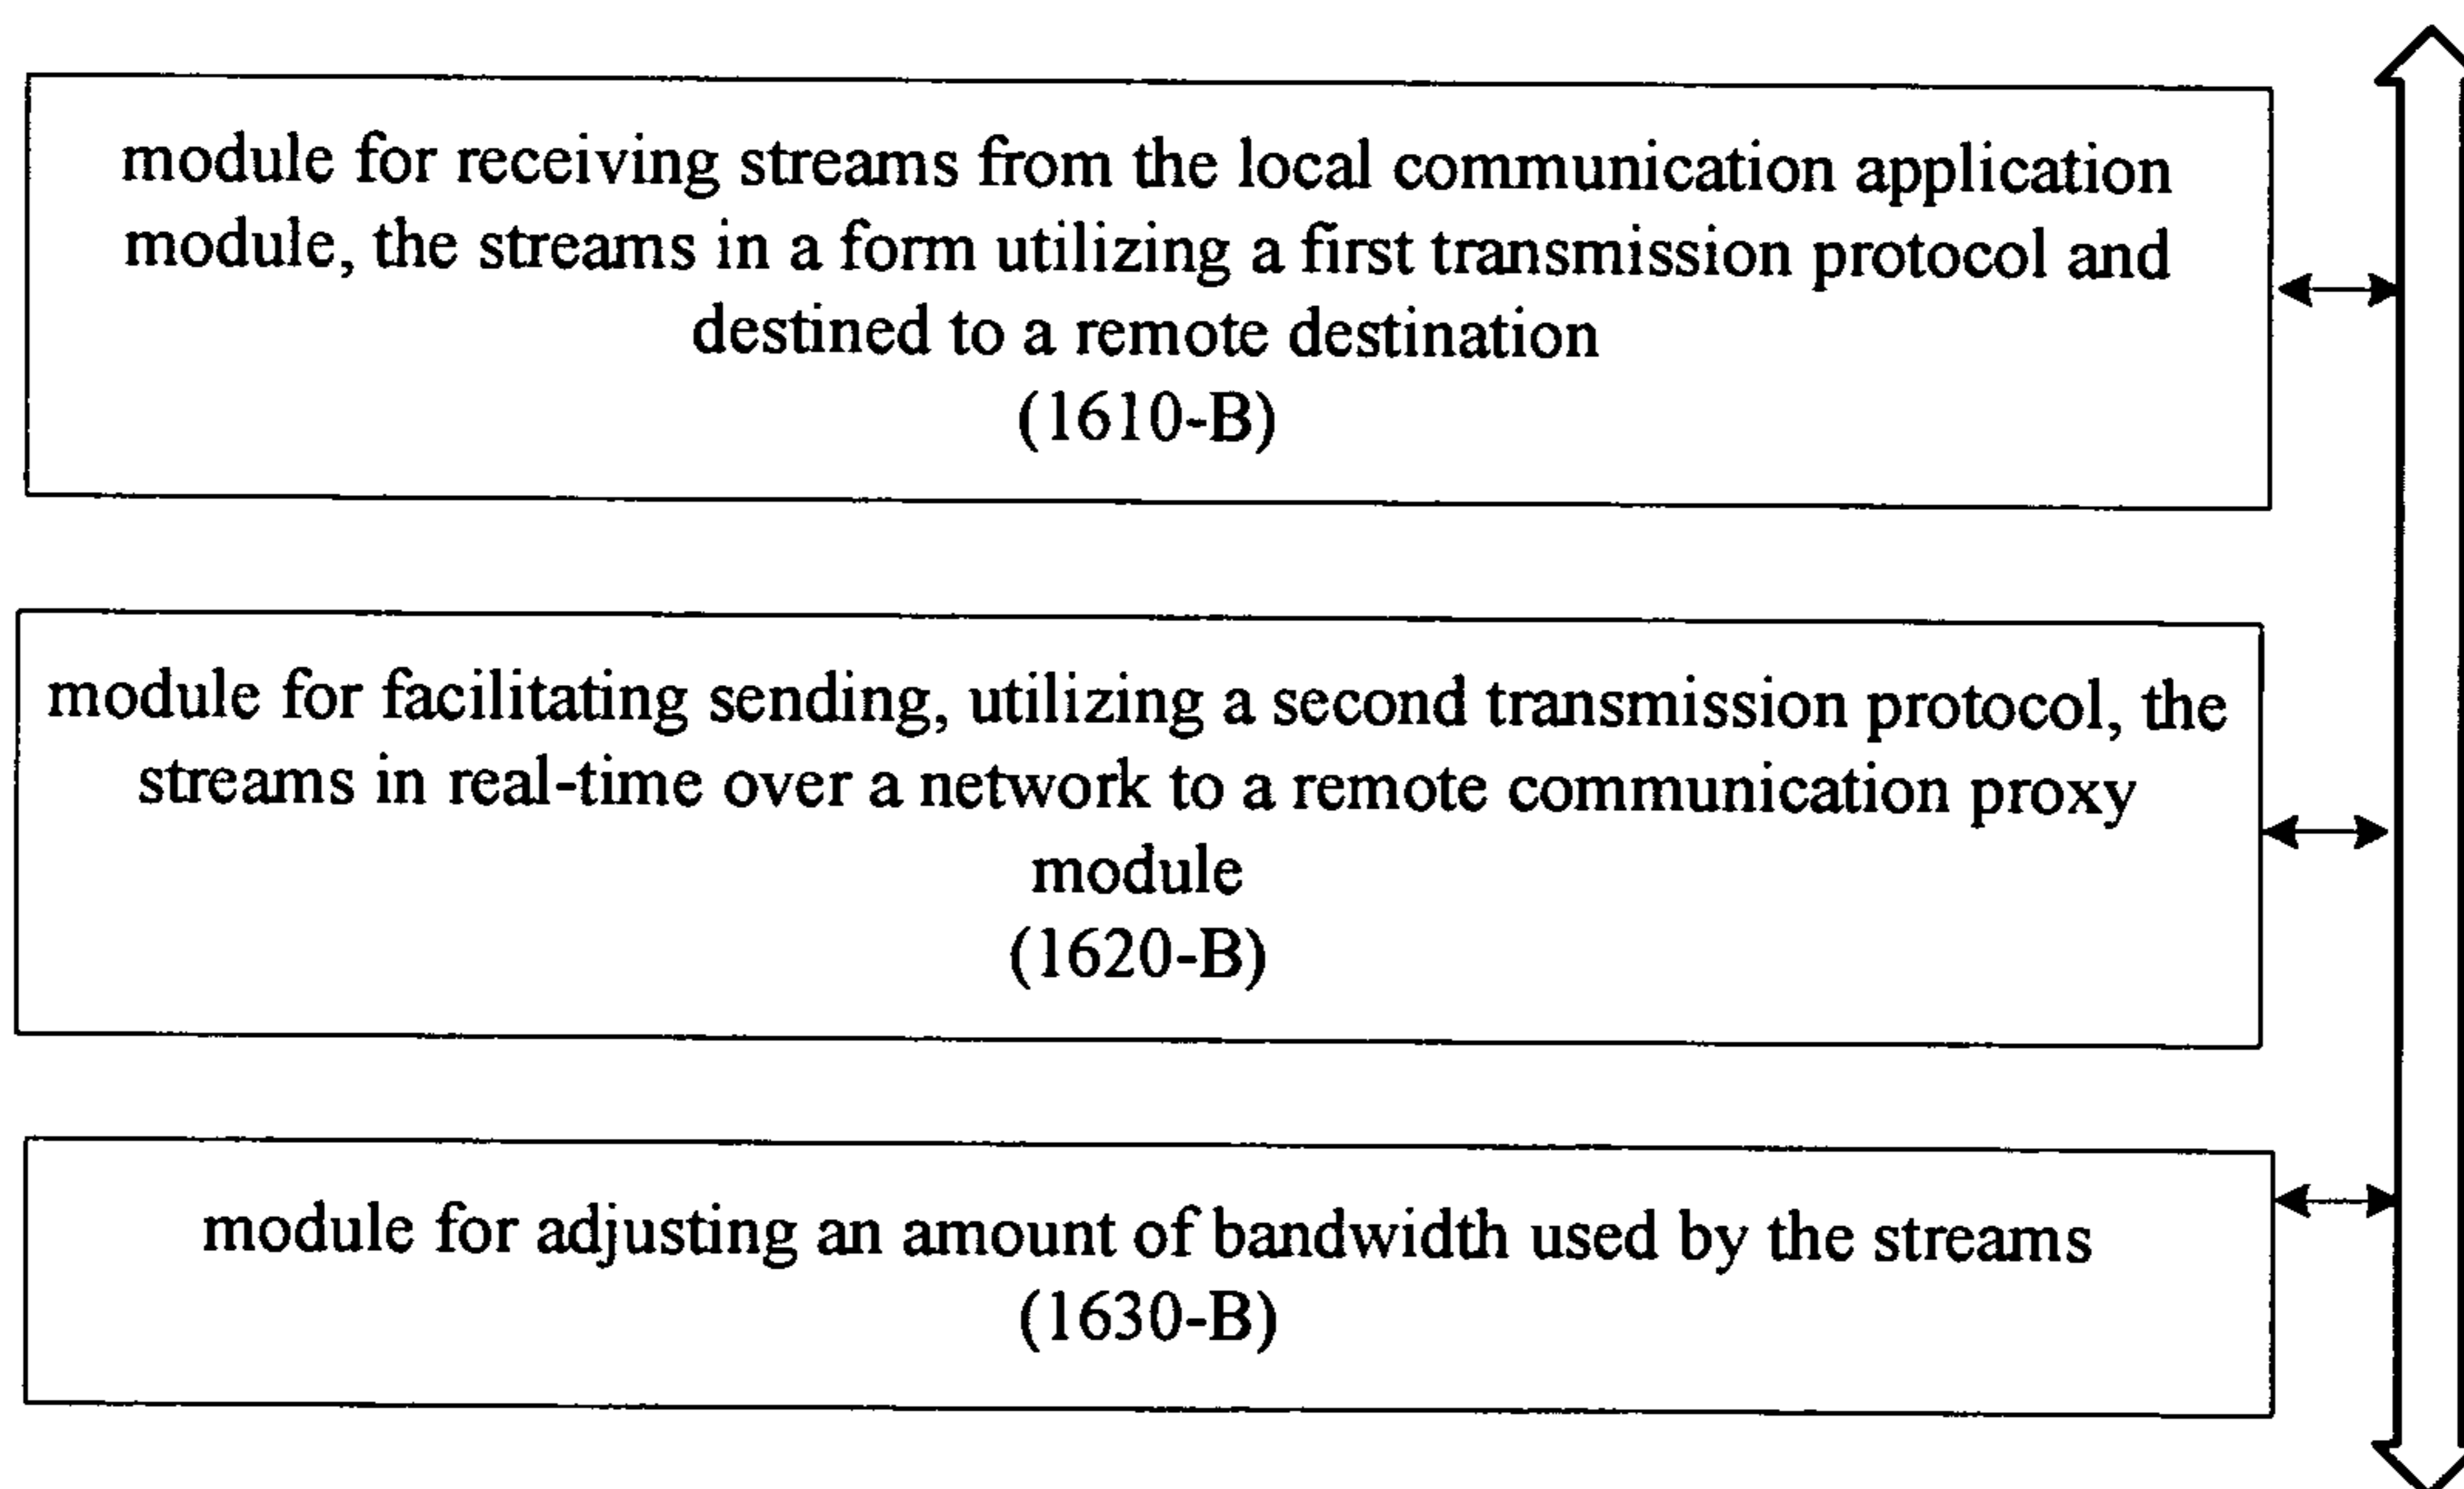 module for receiving streams from the local communication application
module, the streams in a form utilizing a first transmission protocol and
destined to a remote destination
(1610-B)
module for facilitating sending, utilizing a second transmission protocol, the
streams in real-time over a network to a remote communication proxy
module
(1620-B)
module for adjusting an amount of bandwidth used by the streams
(1630-B)